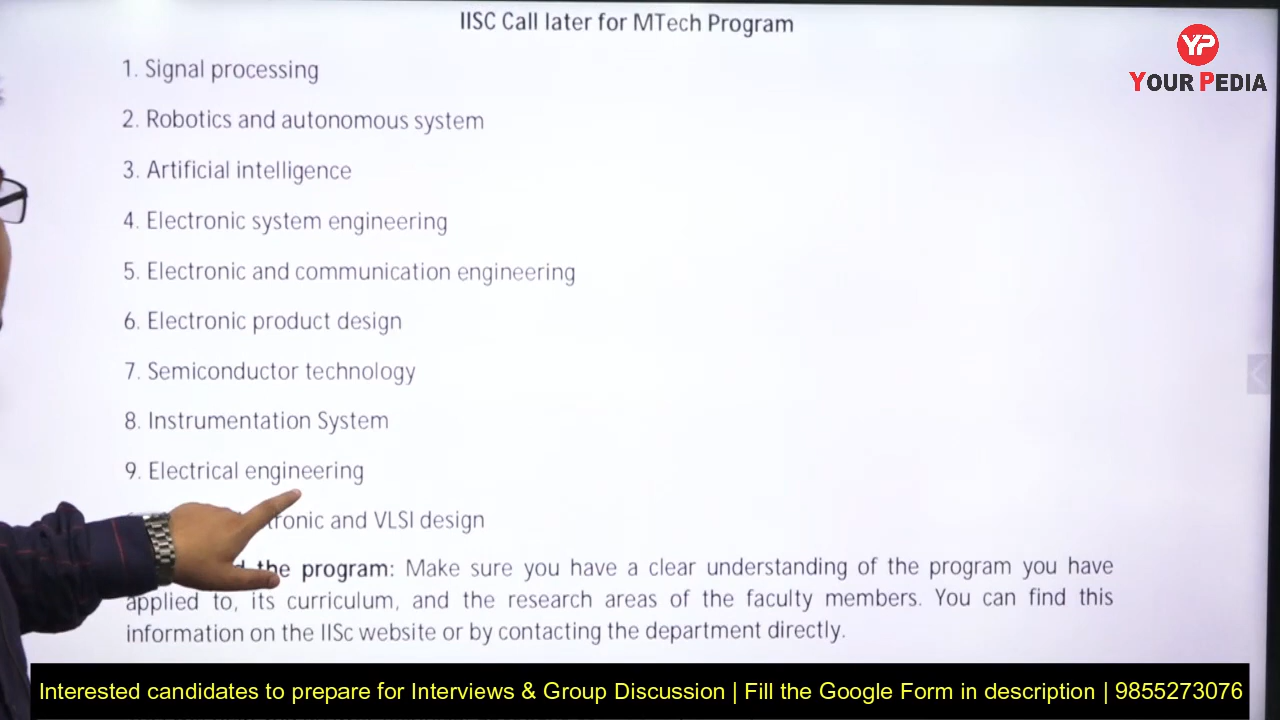 IISC Call later for MTech Program
YP
YOUR PEDIA
1. Signal processing
2. Robotics and autonomous system
3. Artificial intelligence
4. Electronic system engineering
5. Electronic and communication engineering
6. Electronic product design
7. Semiconductor technology
8. Instrumentation System
9. Electrical engineering
and VLSI design
the program: Make sure you have a clear understanding of the program you have
applied to, its curriculum, and the research areas of the faculty members. You can find this
information on the IISc website or by contacting the department directly.
Interested candidates to prepare for Interviews & Group Discussion | Fill the Google Form in description | 9855273076